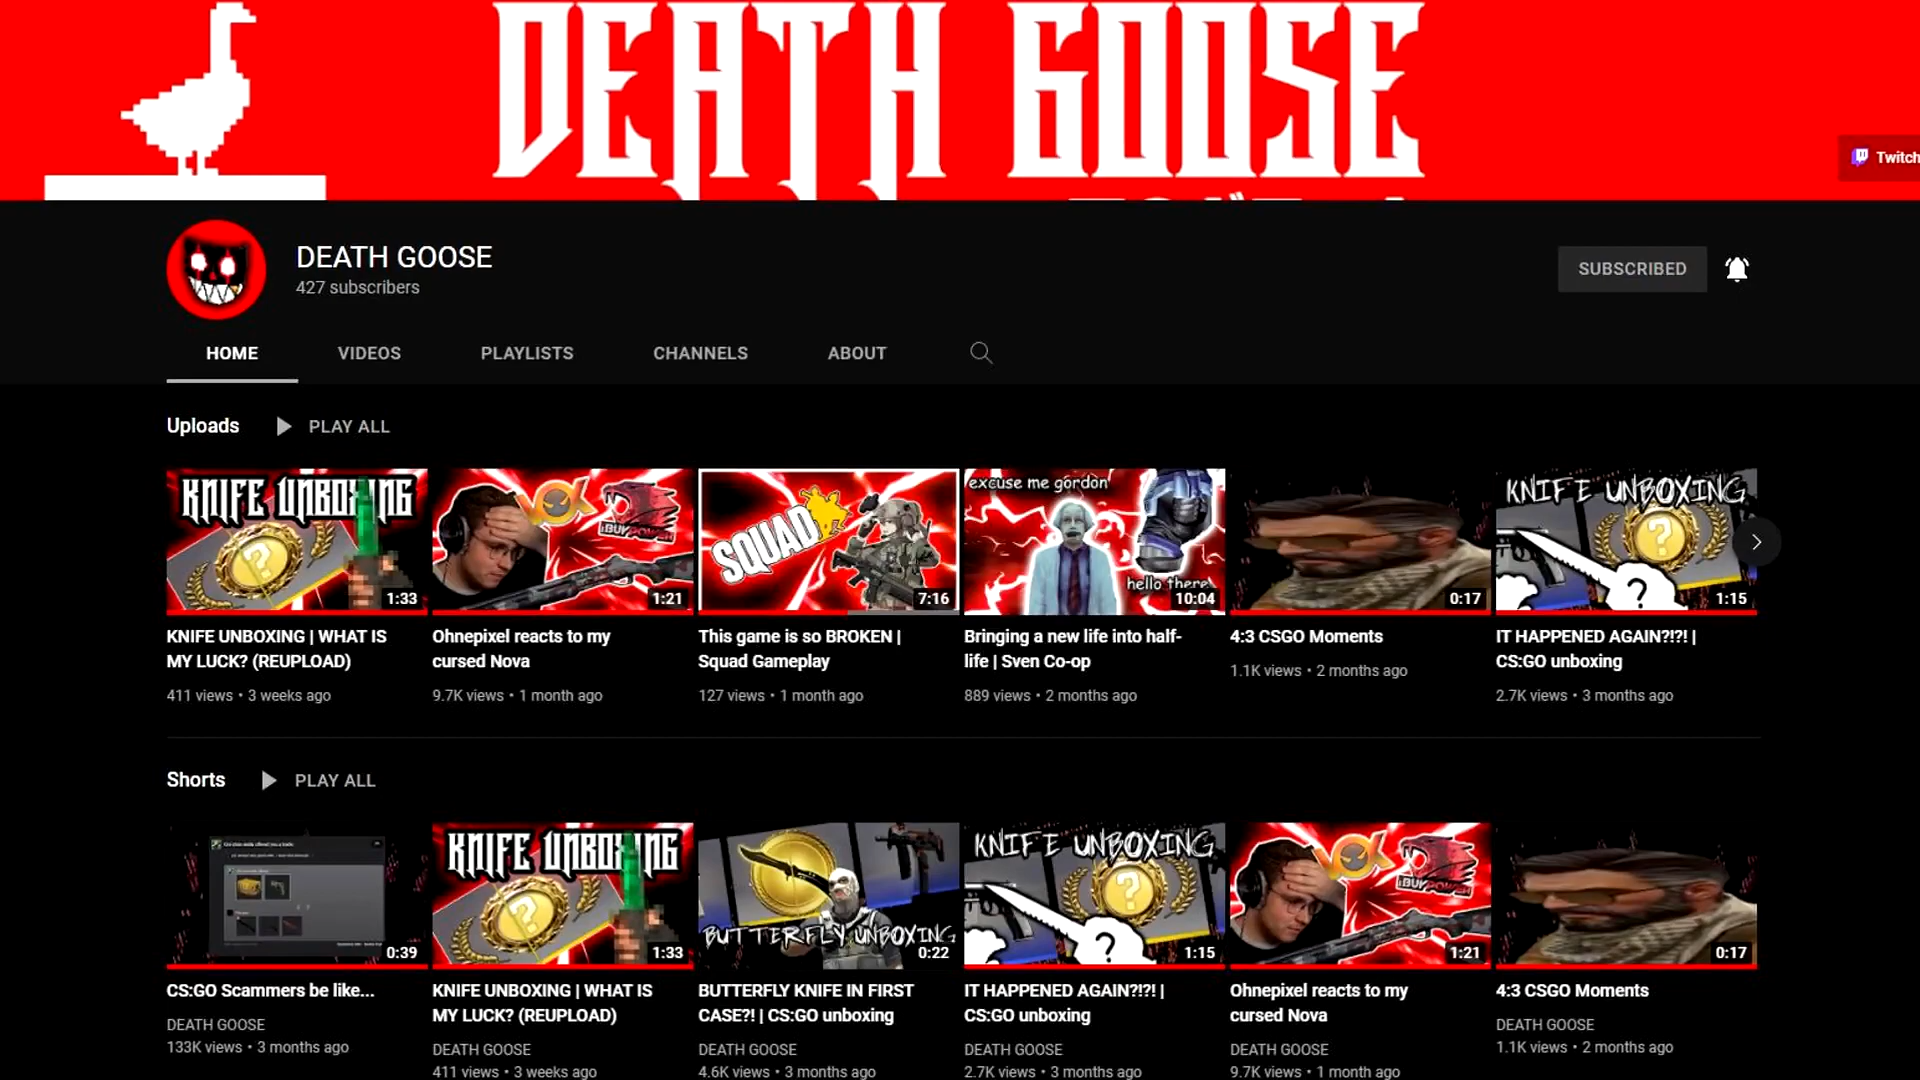 DEATH GOOSE
Twitch
DEATH GOOSE
427 subscribers
SUBSCRIBED
HOME
VIDEOS
PLAYLISTS
CHANNELS
ABOUT
Uploads
PLAY ALL
KNIFE UNBOXING
1:33
VOX
iBUYPOWER
1:21
SQUAD
7:16
excuse me gordon
hello there
10:04
0:17
KNIFE UNBOXING
?
1:15
KNIFE UNBOXING | WHAT IS
MY LUCK? (REUPLOAD)
411 views • 3 weeks ago
Ohnepixel reacts to my
cursed Nova
9.7K views • 1 month ago
This game is so BROKEN |
Squad Gameplay
127 views • 1 month ago
Bringing a new life into half-
life | Sven Co-op
889 views • 2 months ago
4:3 CSGO Moments
1.1K views • 2 months ago
IT HAPPENED AGAIN?!?! |
CS:GO unboxing
2.7K views • 3 months ago
Shorts
PLAY ALL
0:39
KNIFE UNBOXING
1:33
BUTTERFLY UNBOXING
0:22
KNIFE UNBOXING
?
1:15
VOX
iBUYPOWER
1:21
0:17
CS:GO Scammers be like...
DEATH GOOSE
133K views • 3 months ago
KNIFE UNBOXING | WHAT IS
MY LUCK? (REUPLOAD)
DEATH GOOSE
411 views • 3 weeks ago
BUTTERFLY KNIFE IN FIRST
CASE?! | CS:GO unboxing
DEATH GOOSE
4.6K views • 3 months ago
IT HAPPENED AGAIN?!?! |
CS:GO unboxing
DEATH GOOSE
2.7K views • 3 months ago
Ohnepixel reacts to my
cursed Nova
DEATH GOOSE
9.7K views • 1 month ago
4:3 CSGO Moments
DEATH GOOSE
1.1K views • 2 months ago